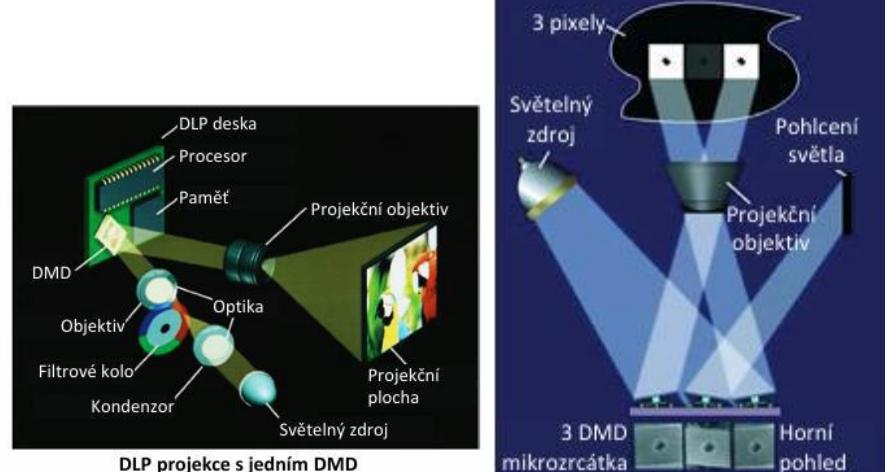 DLP deska
Procesor
Paměť
Projekční objektiv
DMD
Optika
Objektiv
Filtrové kolo
Kondenzor
Projekční
plocha
Světelný zdroj
DLP projekce s jedním DMD
3 pixely
Světelný
zdroj
Pohlcení
světla
Projekční
objektiv
3 DMD
mikrozrcátka
Horní
pohled